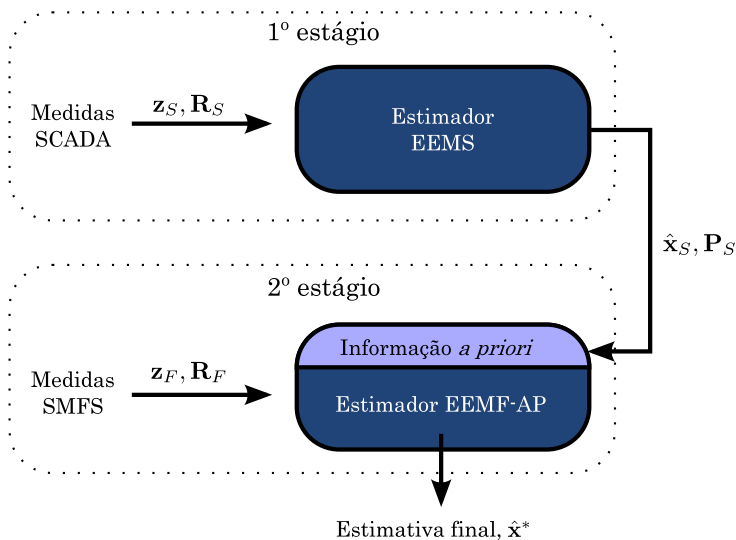 1º estágio
Medidas
SCADA
𝐳_S, 𝐑_S
Estimador
EEMS
𝐱̂_S, 𝐏_S
2º estágio
Medidas
SMFS
𝐳_F, 𝐑_F
Informação a priori
Estimador EEMF-AP
Estimativa final, 𝐱̂*